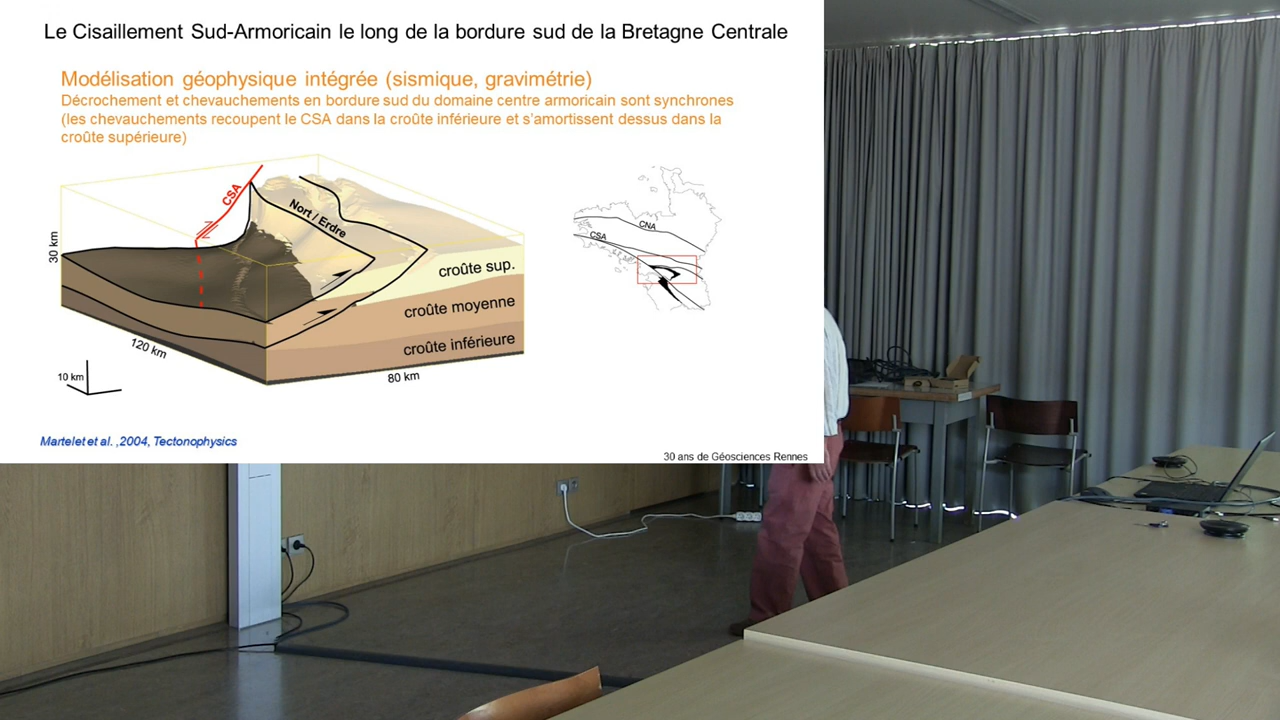 Le Cisaillement Sud-Armoricain le long de la bordure sud de la Bretagne Centrale
Modélisation géophysique intégrée (sismique, gravimétrie)
Décrochement et chevauchements en bordure sud du domaine centre armoricain sont synchrones
(les chevauchements recoupent le CSA dans la croûte inférieure et s'amortissent dessus dans la
croûte supérieure)
CSA
Nort / Erdre
30 km
croûte sup.
croûte moyenne
croûte inférieure
120 km
80 km
10 km
CNA
CSA
Martelet et al. ,2004, Tectonophysics
30 ans de Géosciences Rennes